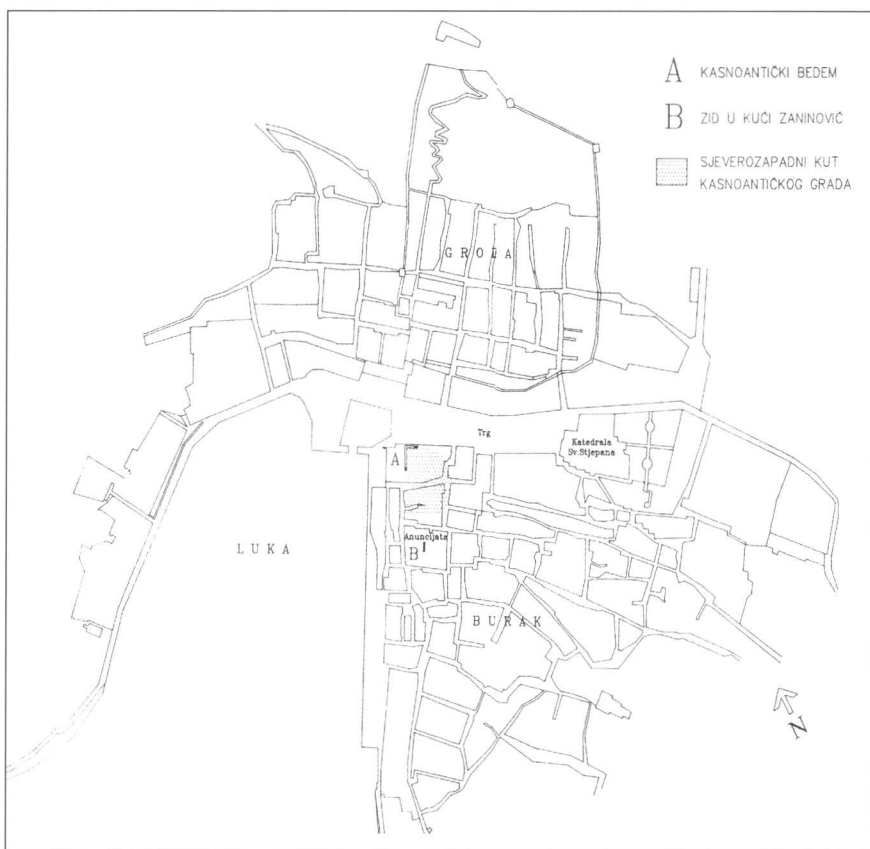 A KASNOANTIČKI BEDEM
B ZID U KUĆI ZANINOVIĆ
SJEVEROZAPADNI KUT
KASNOANTIČKOG GRADA
GRODA
Trg
Katedrala
Sv.Stjepana
A
LUKA
Anuncijata
B
BURAK
N